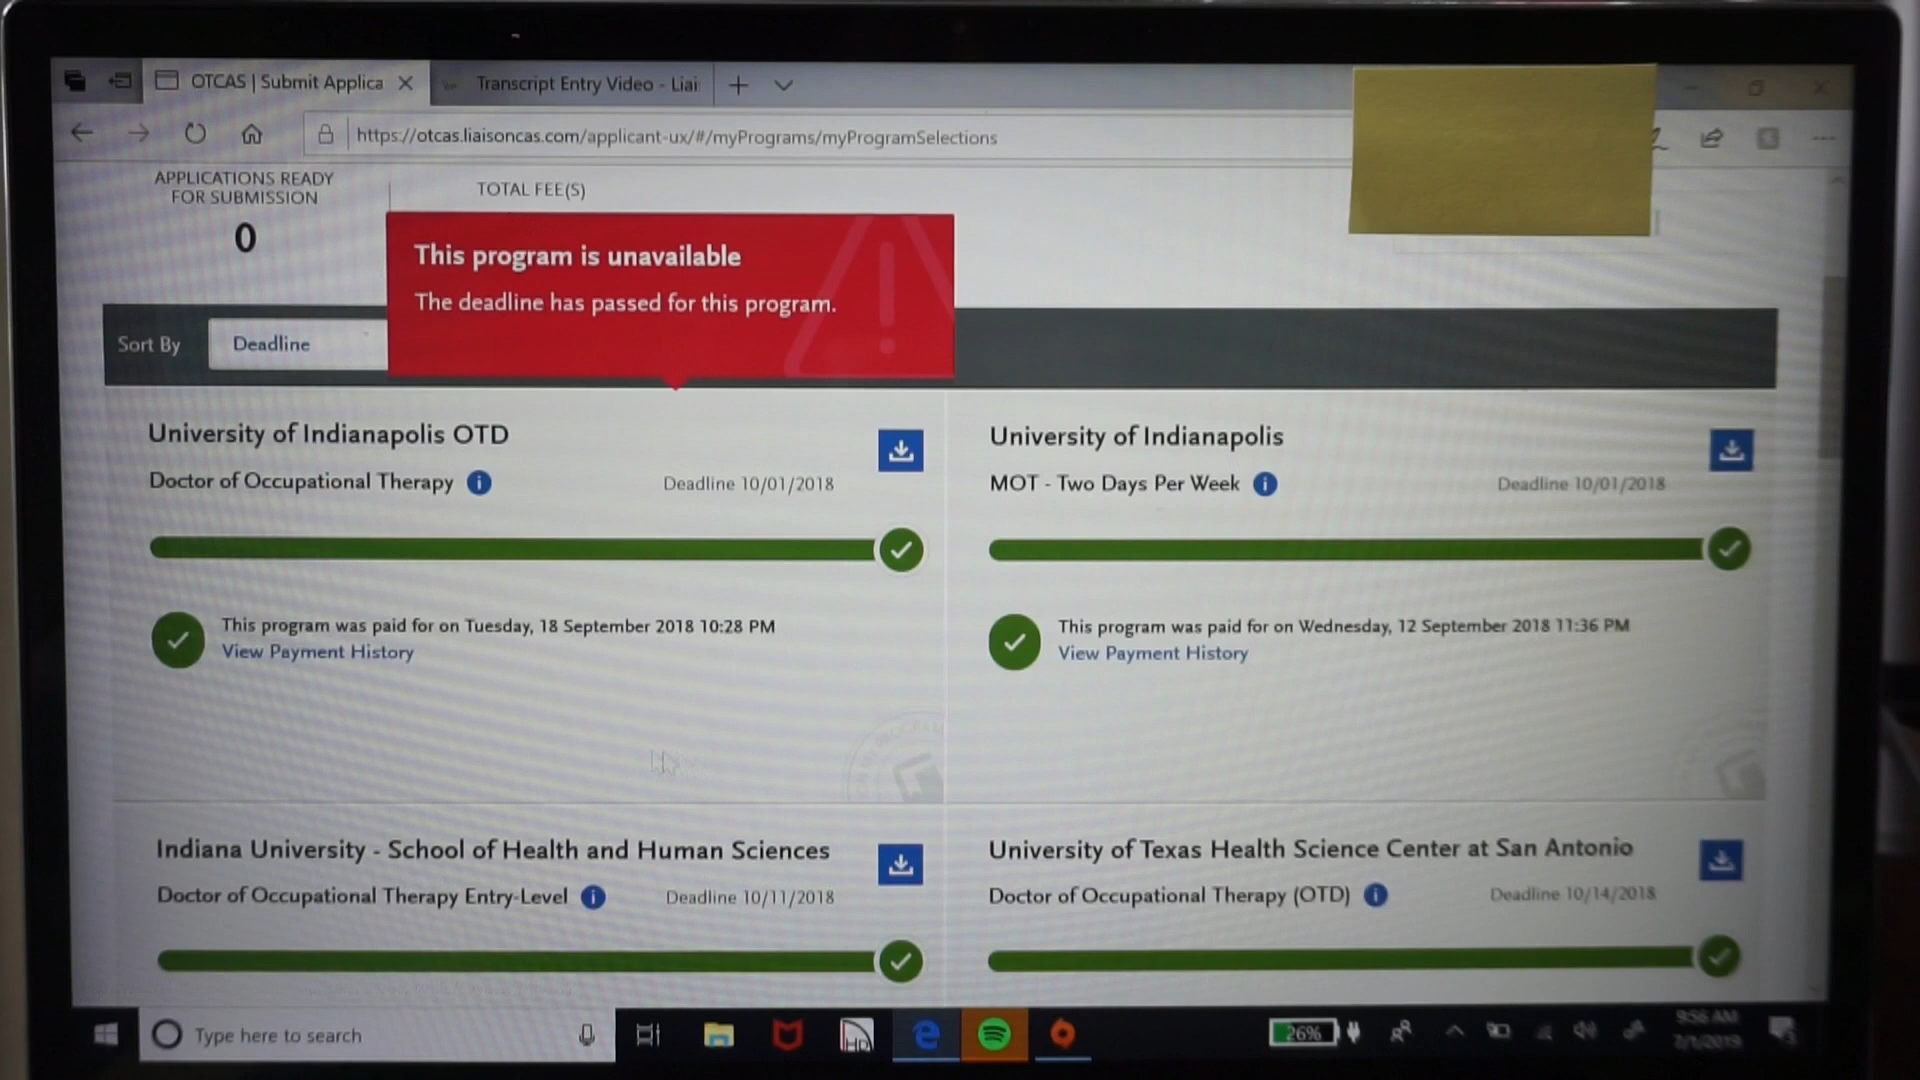 OTCAS | Submit Applica
Transcript Entry Video - Liai
https://otcas.liaisoncas.com/applicant-ux/#/myPrograms/myProgramSelections
APPLICATIONS READY
FOR SUBMISSION
0
TOTAL FEE(S)
This program is unavailable
The deadline has passed for this program.
Sort By
Deadline
University of Indianapolis OTD
Doctor of Occupational Therapy
Deadline 10/01/2018
This program was paid for on Tuesday, 18 September 2018 10:28 PM
View Payment History
University of Indianapolis
MOT - Two Days Per Week
Deadline 10/01/2018
This program was paid for on Wednesday, 12 September 2018 11:36 PM
View Payment History
Indiana University - School of Health and Human Sciences
Doctor of Occupational Therapy Entry-Level
Deadline 10/11/2018
University of Texas Health Science Center at San Antonio
Doctor of Occupational Therapy (OTD)
Deadline 10/14/2018
Type here to search
HD
26%
9:56 AM